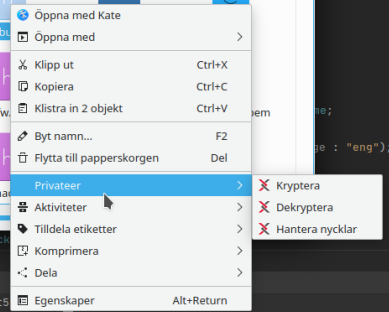 Öppna med Kate
Öppna med
Klipp ut Ctrl+X
Kopiera Ctrl+C
Klistra in 2 objekt Ctrl+V
Byt namn... F2
Flytta till papperskorgen Del
Privateer
Kryptera
Aktiviteter
Dekryptera
Tilldela etiketter
Hantera nycklar
Komprimera
Dela
Egenskaper Alt+Return
me;
ge : "eng");